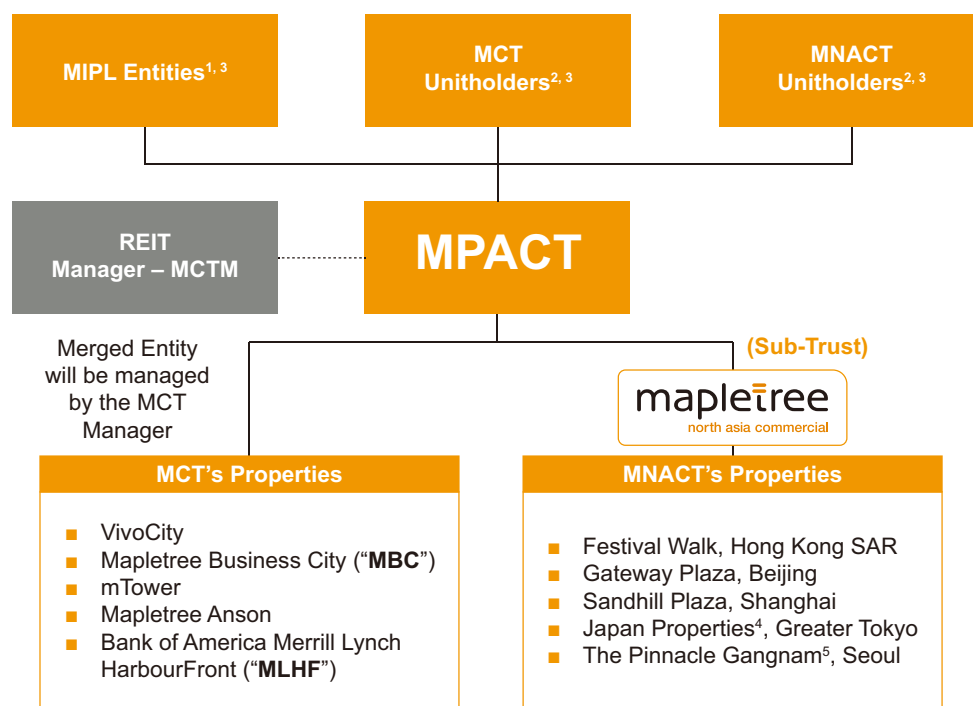 MIPL Entities1, 3
MCT
Unitholders2, 3
MNACT
Unitholders2, 3
REIT
Manager – MCTM
MPACT
Merged Entity
will be managed
by the MCT
Manager
(Sub-Trust)
mapletree
north asia commercial
MCT’s Properties
■ VivoCity
■ Mapletree Business City (“MBC”)
■ mTower
■ Mapletree Anson
■ Bank of America Merrill Lynch
HarbourFront (“MLHF”)
MNACT’s Properties
■ Festival Walk, Hong Kong SAR
■ Gateway Plaza, Beijing
■ Sandhill Plaza, Shanghai
■ Japan Properties4, Greater Tokyo
■ The Pinnacle Gangnam5, Seoul